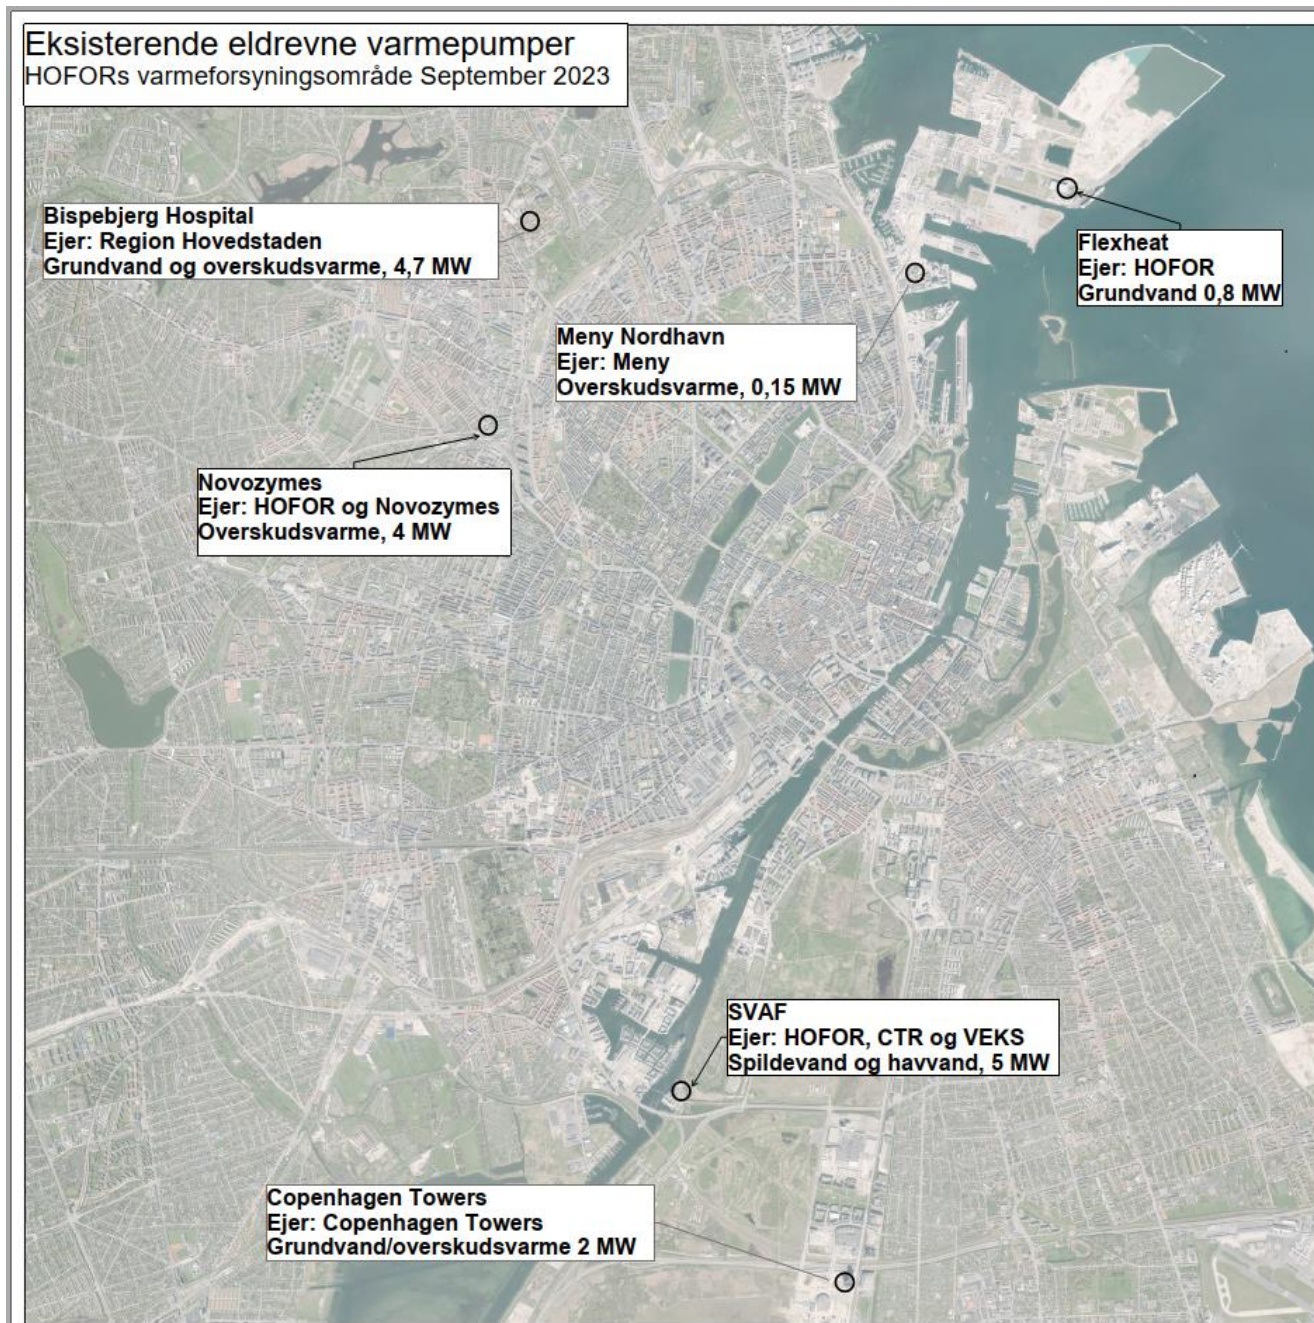 Eksisterende eldrevne varmepumper
HOFORs varmeforsyningsområde September 2023
Bispebjerg Hospital
Ejer: Region Hovedstaden
Grundvand og overskudsvarme, 4,7 MW
Flexheat
Ejer: HOFOR
Grundvand 0,8 MW
Meny Nordhavn
Ejer: Meny
Overskudsvarme, 0,15 MW
Novozymes
Ejer: HOFOR og Novozymes
Overskudsvarme, 4 MW
SVAF
Ejer: HOFOR, CTR og VEKS
Spildevand og havvand, 5 MW
Copenhagen Towers
Ejer: Copenhagen Towers
Grundvand/overskudsvarme 2 MW